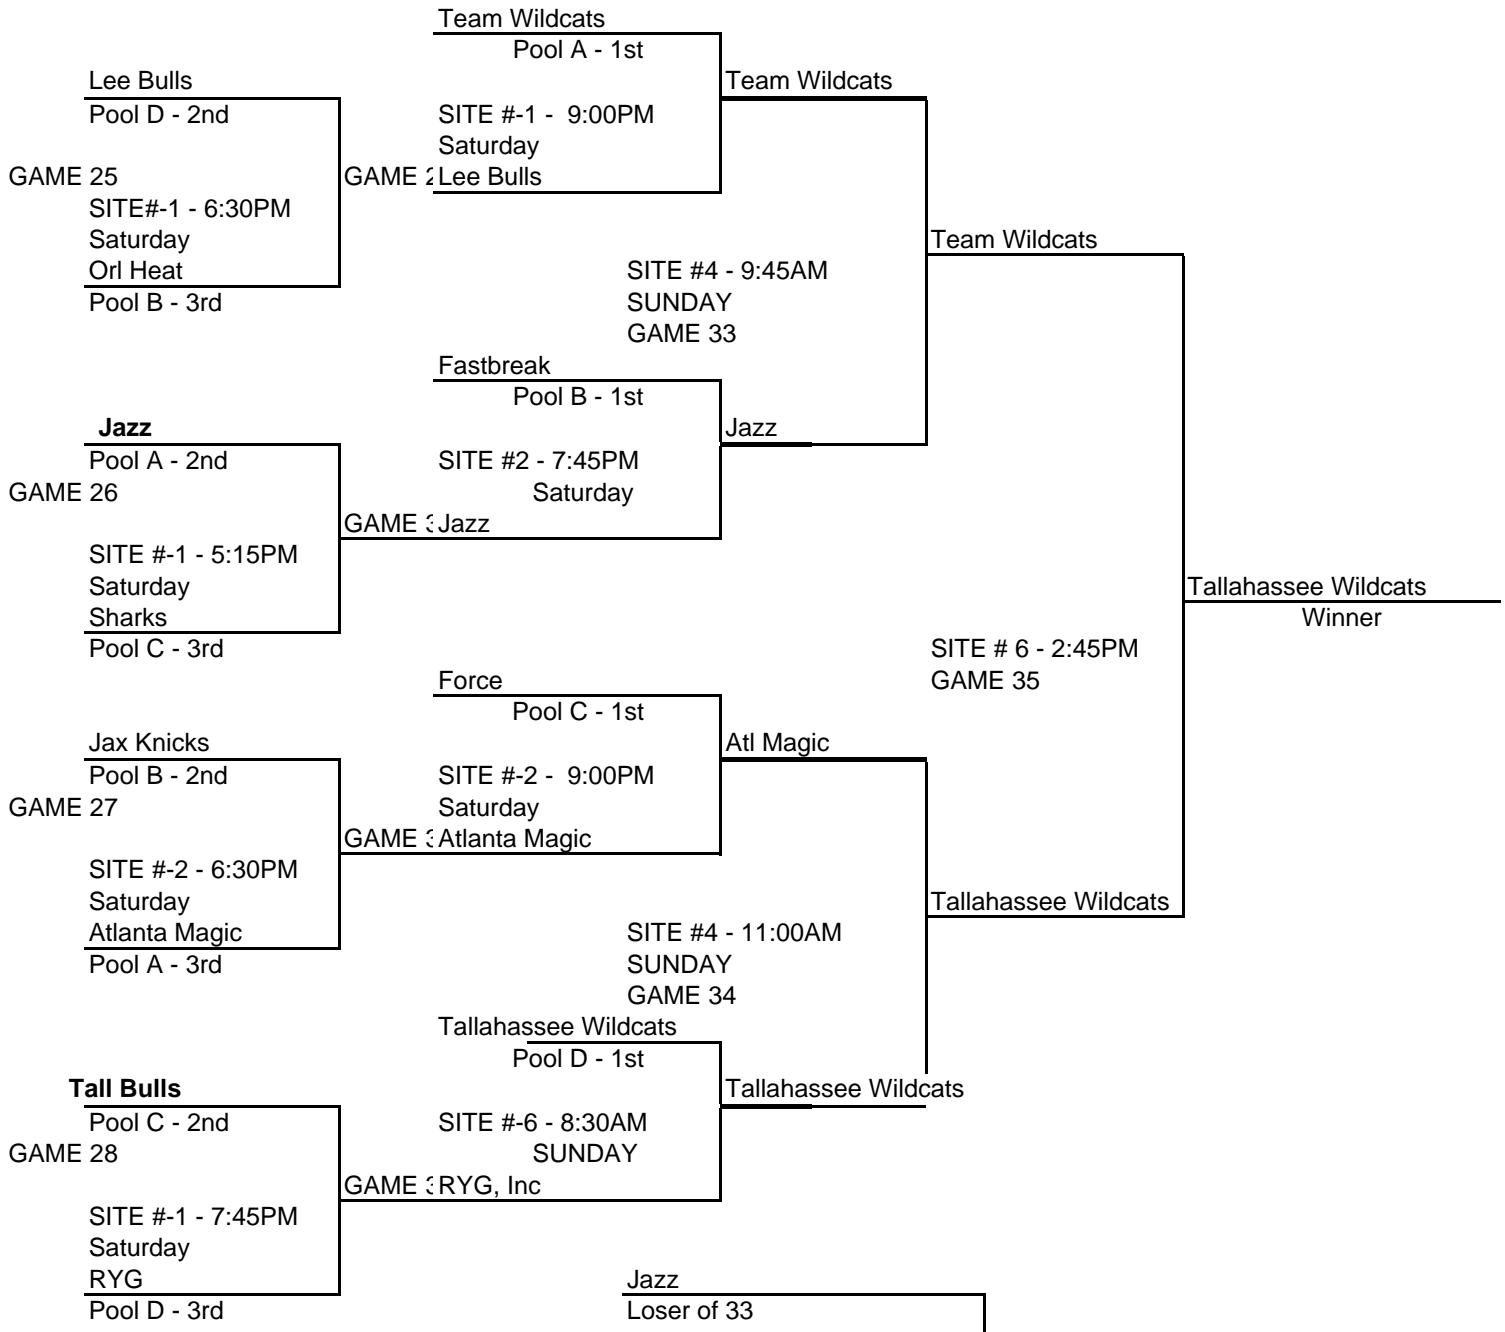 Team Wildcats
Pool A - 1st
Lee Bulls
Team Wildcats
Pool D - 2nd
SITE #-1 -  9:00PM
Saturday
GAME 25
GAME 2
Lee Bulls
SITE#-1 - 6:30PM
Saturday
Team Wildcats
Orl Heat
SITE #4 - 9:45AM
Pool B - 3rd
SUNDAY
GAME 33
Fastbreak
Pool B - 1st
Jazz
Jazz
Pool A - 2nd
SITE #2 - 7:45PM
GAME 26
Saturday
GAME 3
Jazz
SITE #-1 - 5:15PM
Saturday
Tallahassee Wildcats
Sharks
Winner
Pool C - 3rd
SITE # 6 - 2:45PM
Force
GAME 35
Pool C - 1st
Jax Knicks
Atl Magic
Pool B - 2nd
SITE #-2 -  9:00PM
GAME 27
Saturday
GAME 3
Atlanta Magic
SITE #-2 - 6:30PM
Saturday
Tallahassee Wildcats
Atlanta Magic
SITE #4 - 11:00AM
Pool A - 3rd
SUNDAY
GAME 34
Tallahassee Wildcats
Pool D - 1st
Tall Bulls
Tallahassee Wildcats
Pool C - 2nd
SITE #-6 - 8:30AM
GAME 28
SUNDAY
GAME 3
RYG, Inc
SITE #-1 - 7:45PM
Saturday
RYG
Jazz
Pool D - 3rd
Loser of 33